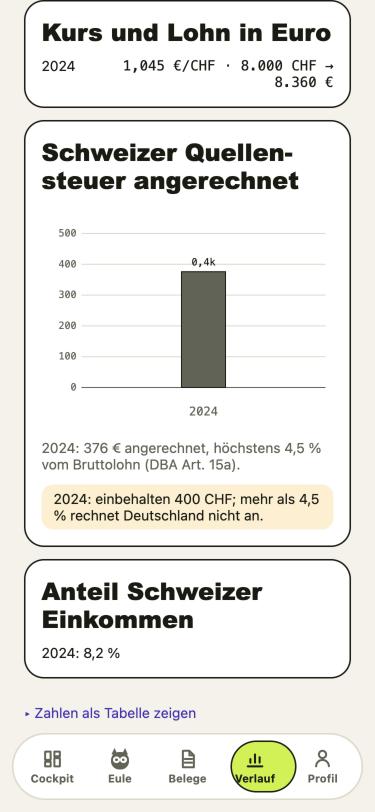 Kurs und Lohn in Euro
2024 1,045 €/CHF · 8.000 CHF →
8.360 €
Schweizer Quellen-
steuer angerechnet
500
400
0,4k
300
200
100
0
2024
2024: 376 € angerechnet, höchstens 4,5 %
vom Bruttolohn (DBA Art. 15a).
2024: einbehalten 400 CHF; mehr als 4,5
% rechnet Deutschland nicht an.
Anteil Schweizer
Einkommen
2024: 8,2 %
▸ Zahlen als Tabelle zeigen
Cockpit Eule Belege Verlauf Profil